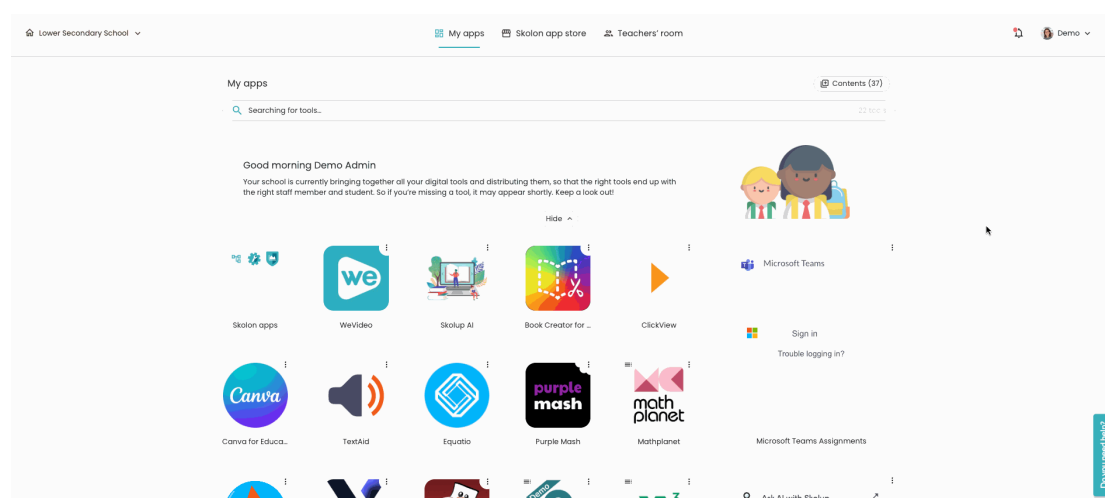 Lower Secondary School
My apps
Skolon app store
Teachers' room
Demo
My apps
Contents (37)
Searching for tools...
Good morning Demo Admin
Your school is currently bringing together all your digital tools and distributing them, so that the right tools end up with
the right staff member and student. So if you're missing a tool, it may appear shortly. Keep a look out!
Hide
we
Microsoft Teams
Skolon apps
WeVideo
Skolup AI
Book Creator for ...
ClickView
Sign in
Trouble logging in?
Canva
purple
mash
math
planet
Canva for Educa...
TextAid
Equatio
Purple Mash
Mathplanet
Microsoft Teams Assignments
Demo
Ask AI with Skolup
Do you need help?